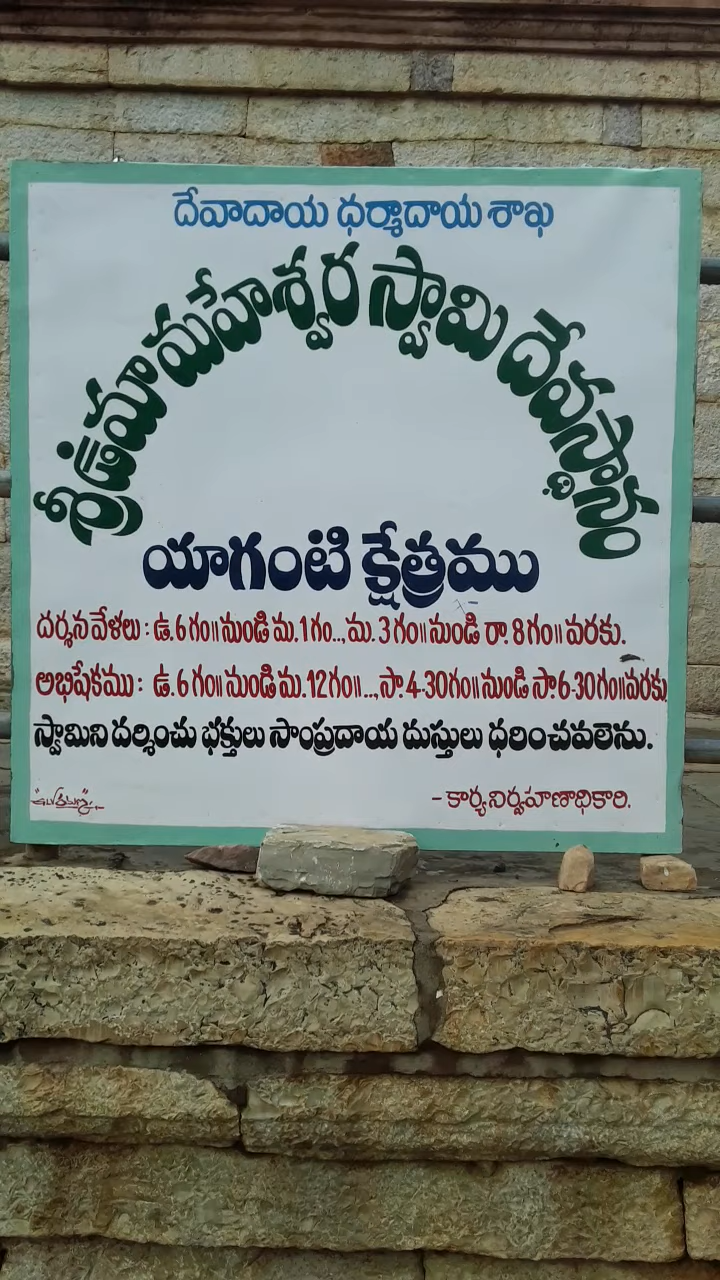 దేవాదాయ ధర్మాదాయ శాఖ
శ్రీ ఉమా మహేశ్వర స్వామి దేవస్థానం
యాగంటి క్షేత్రము
దర్శన వేళలు : ఉ. 6 గం॥ నుండి మ. 1 గం.., మ. 3 గం॥ నుండి రా. 8 గం॥ వరకు.
అభిషేకము : ఉ. 6 గం॥ నుండి మ. 12 గం॥ .., సా. 4-30 గం॥ నుండి సా. 6-30 గం॥ వరకు
స్వామిని దర్శించు భక్తులు సాంప్రదాయ దుస్తులు ధరించవలెను.
- కార్యనిర్వహణాధికారి.